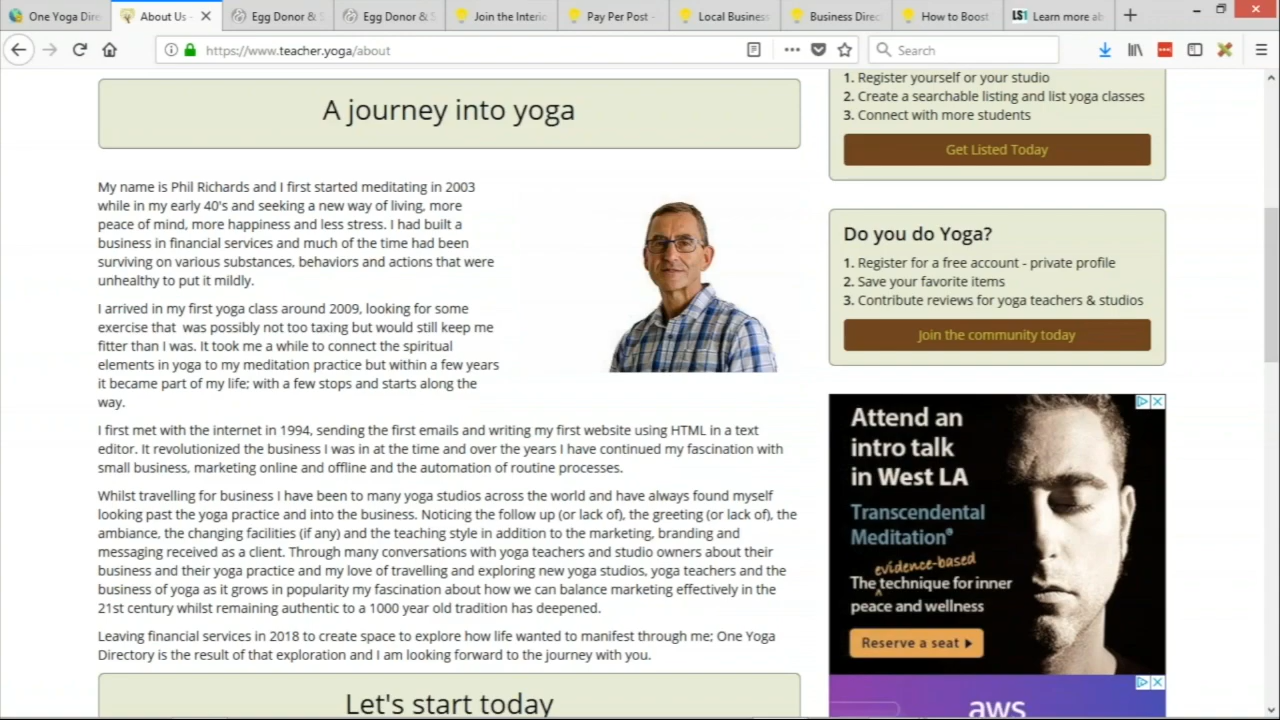 One Yoga Dire
About Us -
Egg Donor & S
Egg Donor & S
Join the Interio
Pay Per Post -
Local Business
Business Direc
How to Boost
LS1 Learn more ab
https://www.teacher.yoga/about
Search
A journey into yoga
My name is Phil Richards and I first started meditating in 2003
while in my early 40's and seeking a new way of living, more
peace of mind, more happiness and less stress. I had built a
business in financial services and much of the time had been
surviving on various substances, behaviors and actions that were
unhealthy to put it mildly.
I arrived in my first yoga class around 2009, looking for some
exercise that was possibly not too taxing but would still keep me
fitter than I was. It took me a while to connect the spiritual
elements in yoga to my meditation practice but within a few years
it became part of my life; with a few stops and starts along the
way.
I first met with the internet in 1994, sending the first emails and writing my first website using HTML in a text
editor. It revolutionized the business I was in at the time and over the years I have continued my fascination with
small business, marketing online and offline and the automation of routine processes.
Whilst travelling for business I have been to many yoga studios across the world and have always found myself
looking past the yoga practice and into the business. Noticing the follow up (or lack of), the greeting (or lack of), the
ambiance, the changing facilities (if any) and the teaching style in addition to the marketing, branding and
messaging received as a client. Through many conversations with yoga teachers and studio owners about their
business and their yoga practice and my love of travelling and exploring new yoga studios, yoga teachers and the
business of yoga as it grows in popularity my fascination about how we can balance marketing effectively in the
21st century whilst remaining authentic to a 1000 year old tradition has deepened.
Leaving financial services in 2018 to create space to explore how life wanted to manifest through me; One Yoga
Directory is the result of that exploration and I am looking forward to the journey with you.
Let's start today
1. Register yourself or your studio
2. Create a searchable listing and list yoga classes
3. Connect with more students
Get Listed Today
Do you do Yoga?
1. Register for a free account - private profile
2. Save your favorite items
3. Contribute reviews for yoga teachers & studios
Join the community today
Attend an
intro talk
in West LA
Transcendental
Meditation®
evidence-based
The technique for inner
peace and wellness
Reserve a seat
aws